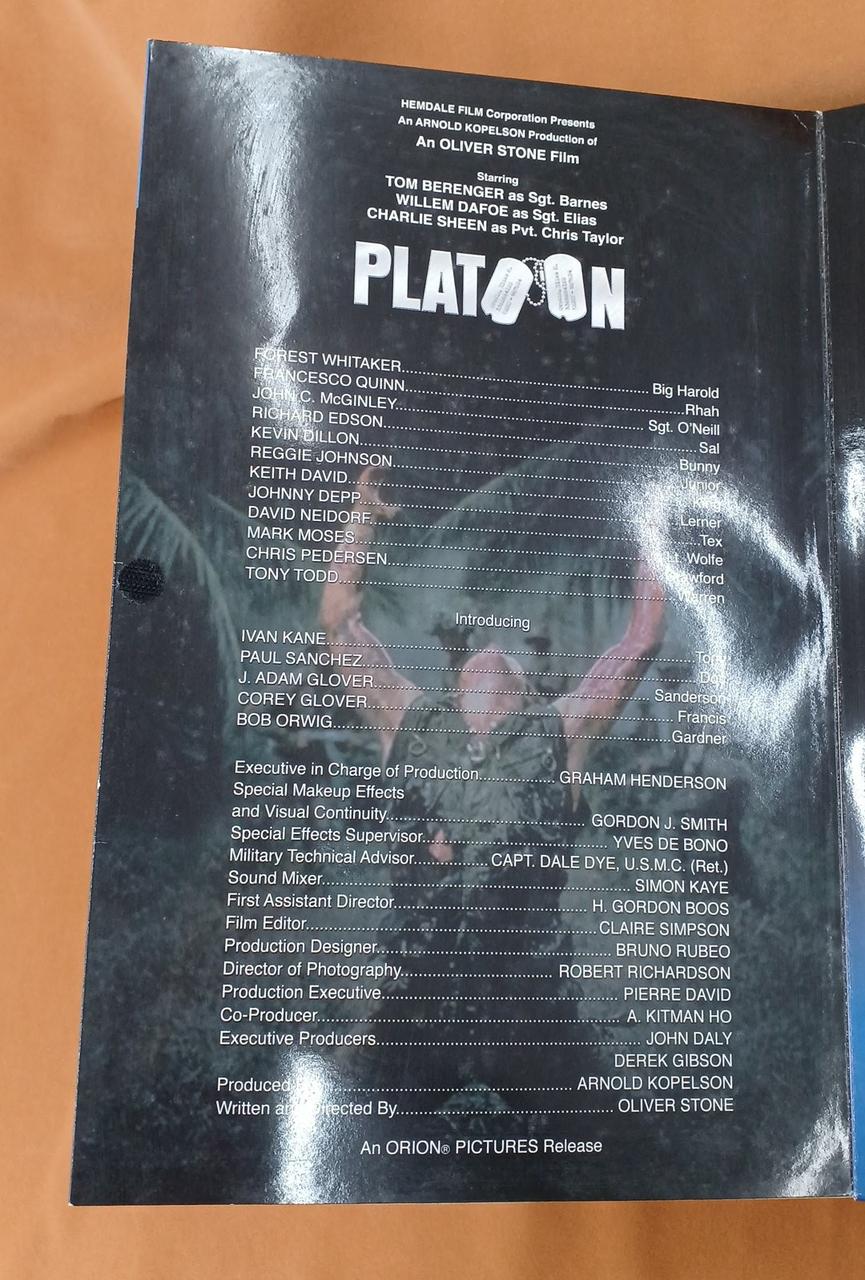 HEMDALE FILM Corporation Presents
An ARNOLD KOPELSON Production of
An OLIVER STONE Film
Starring
TOM BERENGER as Sgt. Barnes
WILLEM DAFOE as Sgt. Elias
CHARLIE SHEEN as Pvt. Chris Taylor
PLATOON
FOREST WHITAKER........Big Harold
FRANCESCO QUINN........Rhah
JOHN C. McGINLEY........Sgt. O'Neill
RICHARD EDSON........Sal
KEVIN DILLON........Bunny
REGGIE JOHNSON........Junior
KEITH DAVID........
JOHNNY DEPP........Lerner
DAVID NEIDORF........Tex
MARK MOSES........Wolfe
CHRIS PEDERSEN........
TONY TODD........
Introducing
IVAN KANE........Tony
PAUL SANCHEZ........
J. ADAM GLOVER........Sanderson
COREY GLOVER........Francis
BOB ORWIG........Gardner
Executive in Charge of Production........GRAHAM HENDERSON
Special Makeup Effects
and Visual Continuity........GORDON J. SMITH
Special Effects Supervisor........YVES DE BONO
Military Technical Advisor........CAPT. DALE DYE, U.S.M.C. (Ret.)
Sound Mixer........SIMON KAYE
First Assistant Director........H. GORDON BOOS
Film Editor........CLAIRE SIMPSON
Production Designer........BRUNO RUBEO
Director of Photography........ROBERT RICHARDSON
Production Executive........PIERRE DAVID
Co-Producer........A. KITMAN HO
Executive Producers........JOHN DALY
DEREK GIBSON
Produced By........ARNOLD KOPELSON
Written and Directed By........OLIVER STONE
An ORION® PICTURES Release